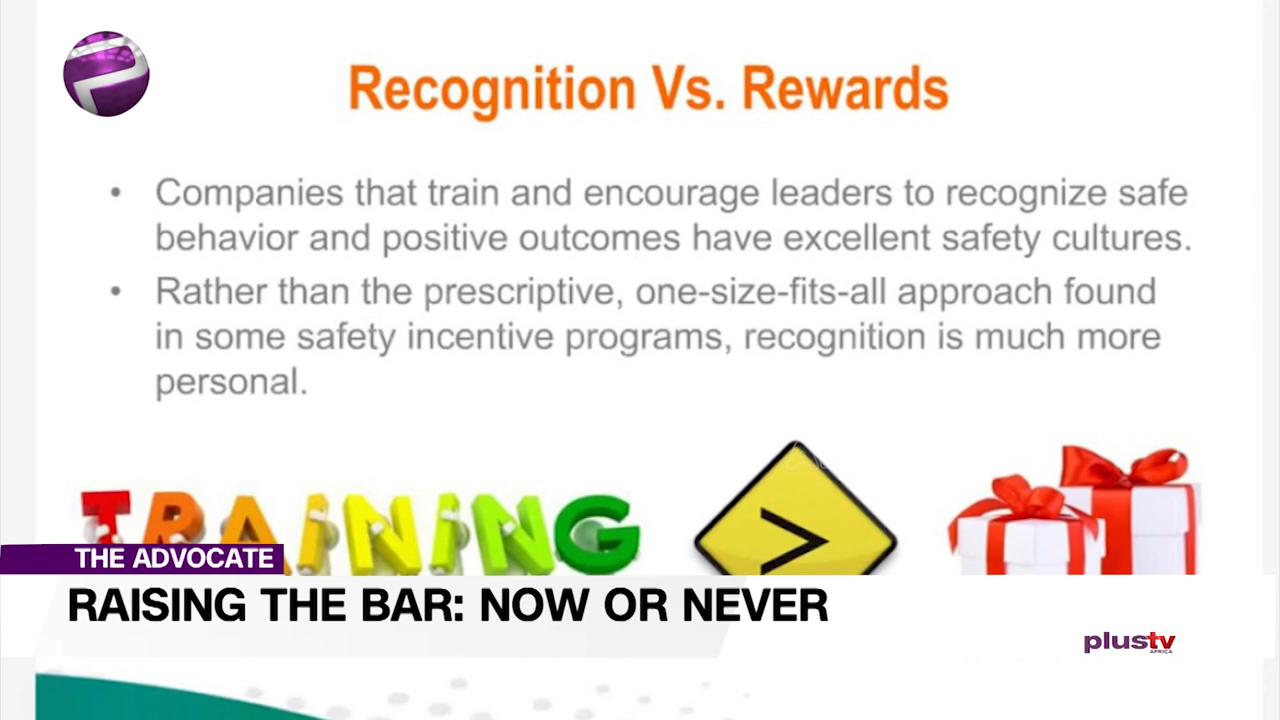 Recognition Vs. Rewards
• Companies that train and encourage leaders to recognize safe
behavior and positive outcomes have excellent safety cultures.
• Rather than the prescriptive, one-size-fits-all approach found
in some safety incentive programs, recognition is much more
personal.
TRAINING
>
THE ADVOCATE
RAISING THE BAR: NOW OR NEVER
plustv
AFRICA